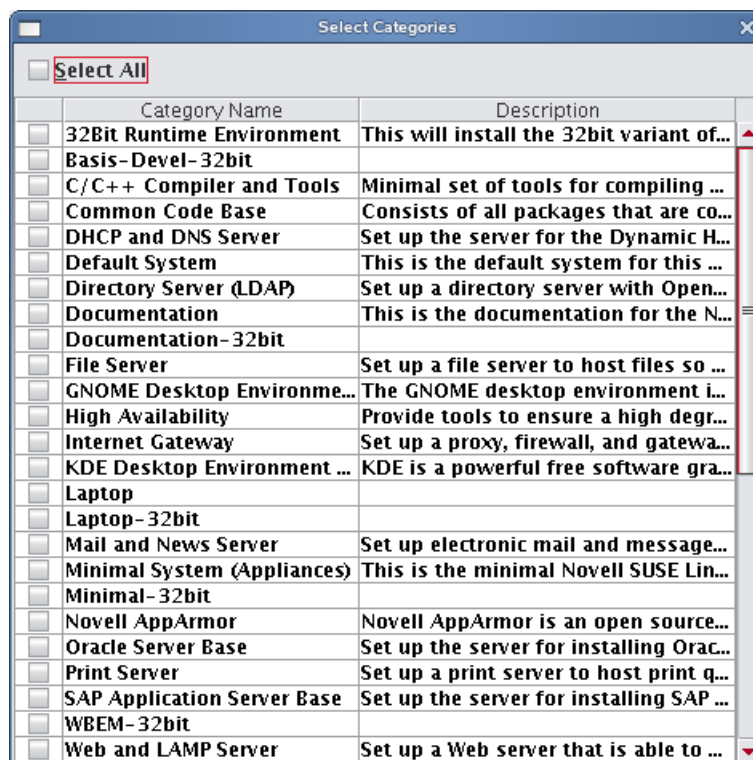 Select Categories
Select All
Category Name Description
32Bit Runtime Environment This will install the 32bit variant of...
Basis-Devel-32bit
C/C++ Compiler and Tools Minimal set of tools for compiling ...
Common Code Base Consists of all packages that are co...
DHCP and DNS Server Set up the server for the Dynamic H...
Default System This is the default system for this ...
Directory Server (LDAP) Set up a directory server with Open...
Documentation This is the documentation for the N...
Documentation-32bit
File Server Set up a file server to host files so ...
GNOME Desktop Environme... The GNOME desktop environment i...
High Availability Provide tools to ensure a high degr...
Internet Gateway Set up a proxy, firewall, and gatewa...
KDE Desktop Environment ... KDE is a powerful free software gra...
Laptop
Laptop-32bit
Mail and News Server Set up electronic mail and message...
Minimal System (Appliances) This is the minimal Novell SUSE Lin...
Minimal-32bit
Novell AppArmor Novell AppArmor is an open source...
Oracle Server Base Set up the server for installing Orac...
Print Server Set up a print server to host print q...
SAP Application Server Base Set up the server for installing SAP ...
WBEM-32bit
Web and LAMP Server Set up a Web server that is able to ...